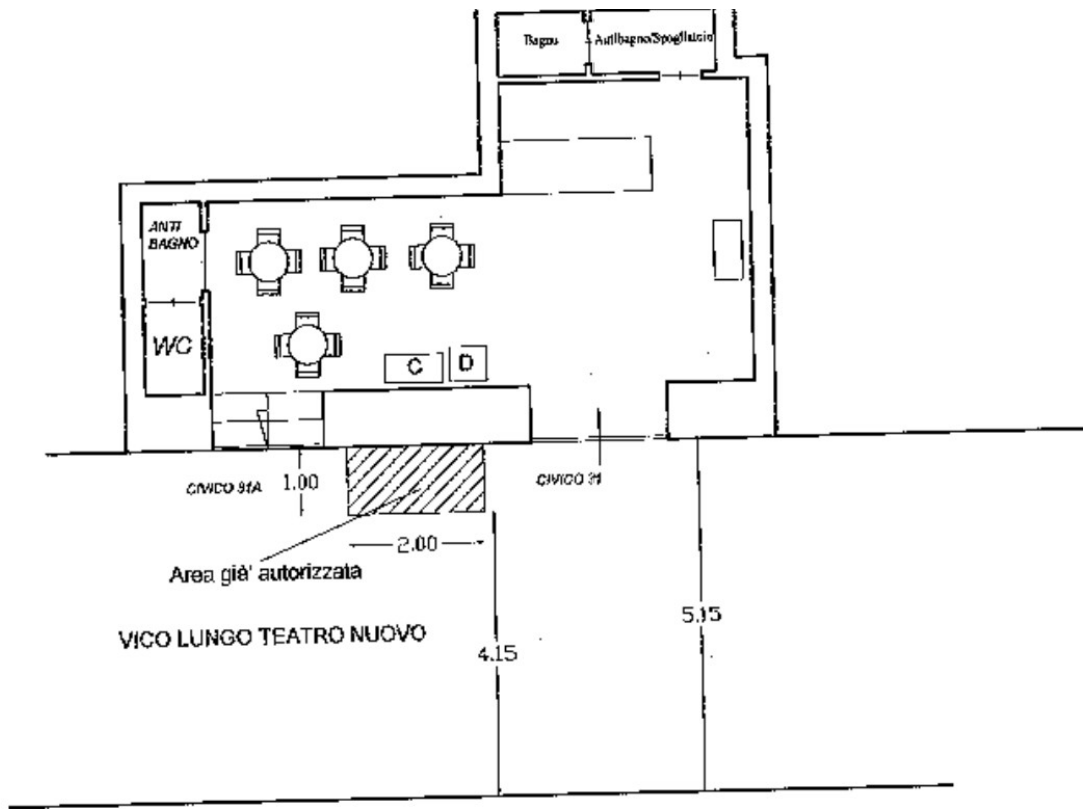 Bagno
Antibagno/Spogliatoio
ANTI
BAGNO
WC
C
D
CIVICO 91A
1.00
CIVICO 91
2.00
Area già' autorizzata
5.15
VICO LUNGO TEATRO NUOVO
4.15